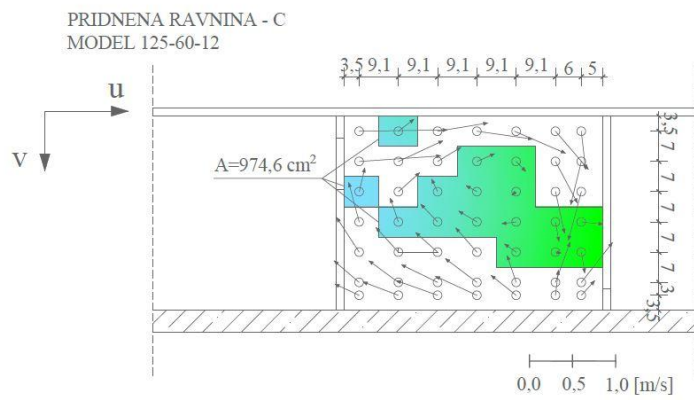 PRIDNENA RAVNINA - C
MODEL 125-60-12
3,5 9,1 9,1 9,1 9,1 9,1 6 5
u
v
A=974,6 cm²
3,5
7
7
7
7
3
3,5
0,0 0,5 1,0 [m/s]